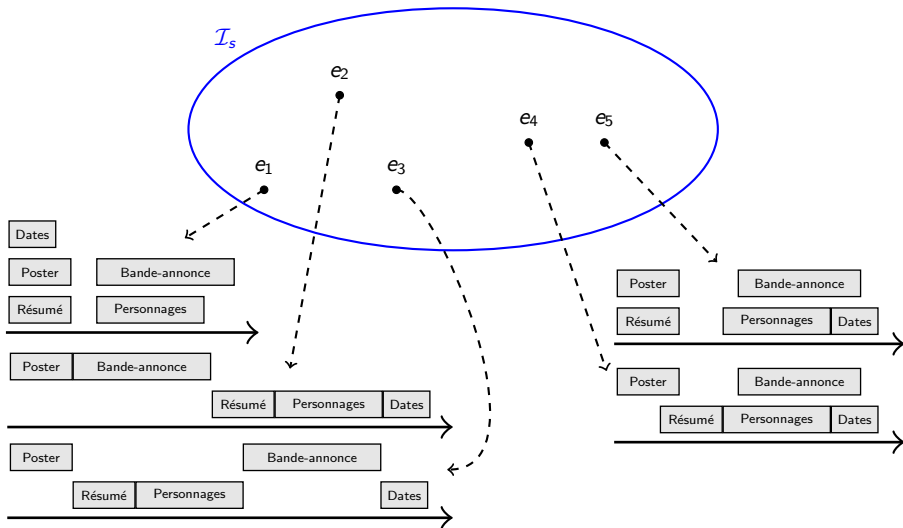 ℐₛ
e₂
e₄
e₅
e₁
e₃
Dates
Poster Bande-annonce
Résumé Personnages
Poster Bande-annonce
Résumé Personnages Dates
Poster Bande-annonce
Résumé Personnages Dates
Poster Bande-annonce
Résumé Personnages Dates
Poster Bande-annonce
Résumé Personnages Dates